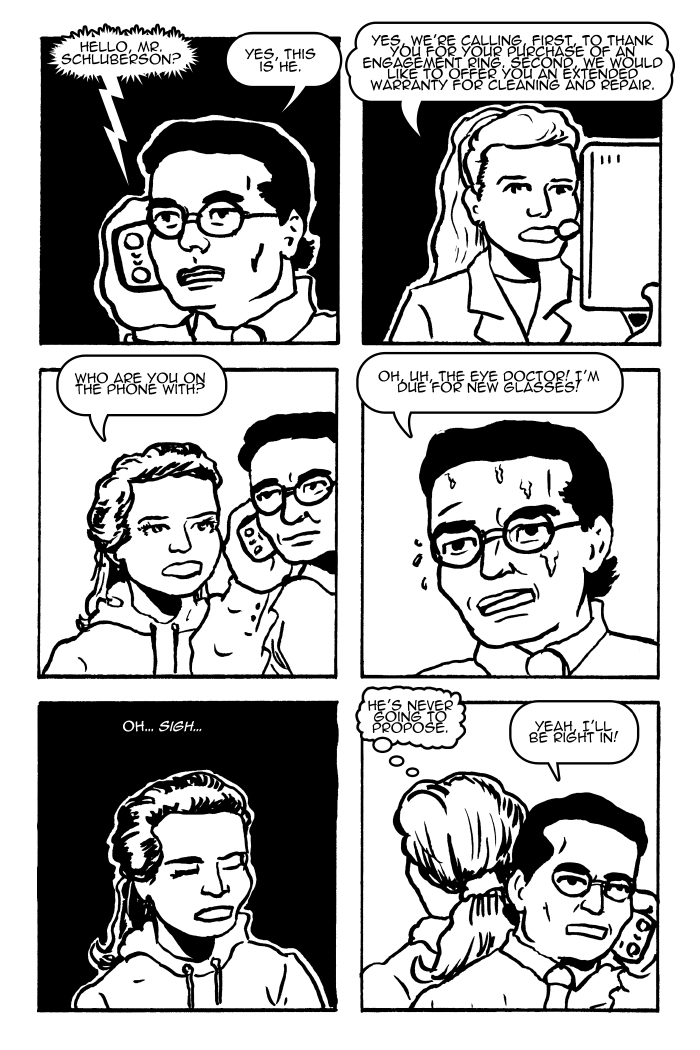 HELLO, MR.
SCHLUBERSON?
YES, THIS
IS HE.
YES, WE'RE CALLING, FIRST, TO THANK
YOU FOR YOUR PURCHASE OF AN
ENGAGEMENT RING. SECOND, WE WOULD
LIKE TO OFFER YOU AN EXTENDED
WARRANTY FOR CLEANING AND REPAIR.
WHO ARE YOU ON
THE PHONE WITH?
OH, UH, THE EYE DOCTOR! I'M
DUE FOR NEW GLASSES!
OH... SIGH...
HE'S NEVER
GOING TO
PROPOSE.
YEAH, I'LL
BE RIGHT IN!